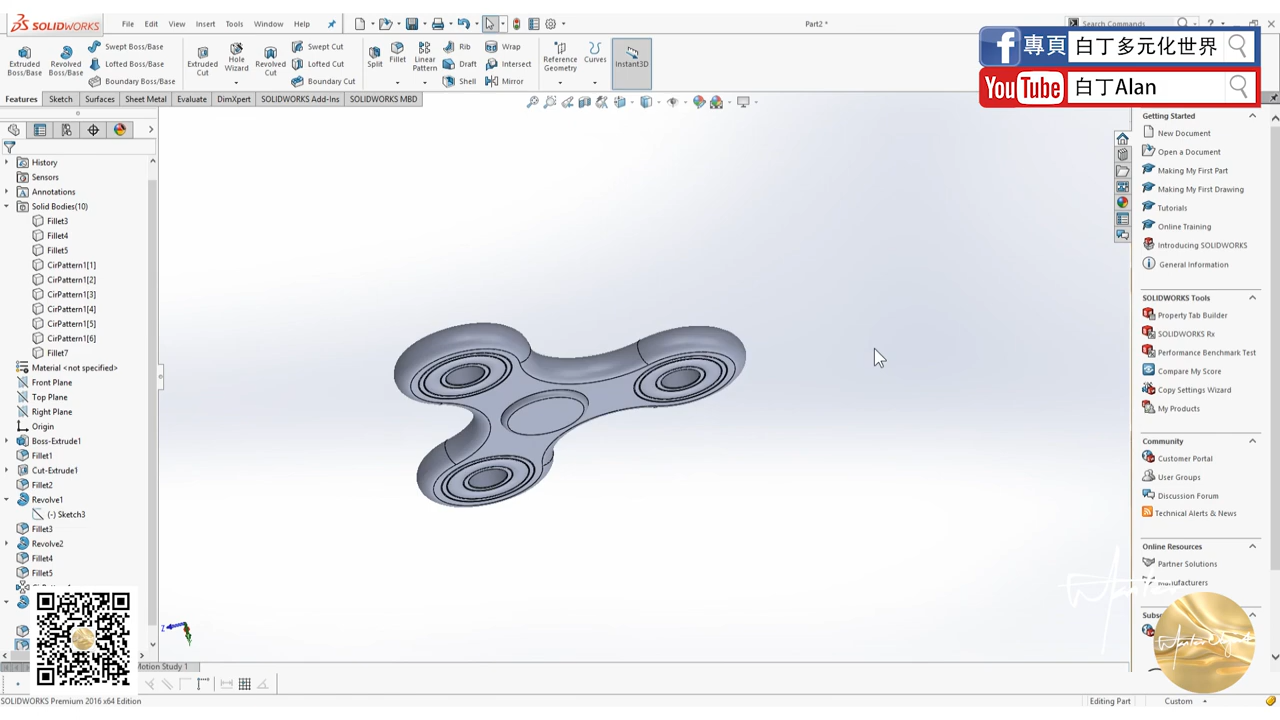 SOLIDWORKS
File Edit View Insert Tools Window Help
Part2 *
Search Commands
Extruded Boss/Base
Revolved Boss/Base
Swept Boss/Base
Lofted Boss/Base
Boundary Boss/Base
Extruded Cut
Hole Wizard
Revolved Cut
Swept Cut
Lofted Cut
Boundary Cut
Split
Fillet
Linear Pattern
Rib
Draft
Shell
Wrap
Intersect
Mirror
Reference Geometry
Curves
Instant3D
專頁 白丁多元化世界
YouTube 白丁Alan
Features Sketch Surfaces Sheet Metal Evaluate DimXpert SOLIDWORKS Add-Ins SOLIDWORKS MBD
History
Sensors
Annotations
Solid Bodies(10)
Fillet3
Fillet4
Fillet5
CirPattern1[1]
CirPattern1[2]
CirPattern1[3]
CirPattern1[4]
CirPattern1[5]
CirPattern1[6]
Fillet7
Material <not specified>
Front Plane
Top Plane
Right Plane
Origin
Boss-Extrude1
Fillet1
Cut-Extrude1
Fillet2
Revolve1
(-) Sketch3
Fillet3
Revolve2
Fillet4
Fillet5
Z
Motion Study 1
Getting Started
New Document
Open a Document
Making My First Part
Making My First Drawing
Tutorials
Online Training
Introducing SOLIDWORKS
General Information
SOLIDWORKS Tools
Property Tab Builder
SOLIDWORKS Rx
Performance Benchmark Test
Compare My Score
Copy Settings Wizard
My Products
Community
Customer Portal
User Groups
Discussion Forum
Technical Alerts & News
Online Resources
Partner Solutions
Manufacturers
SOLIDWORKS Premium 2016 x64 Edition
Editing Part
Custom